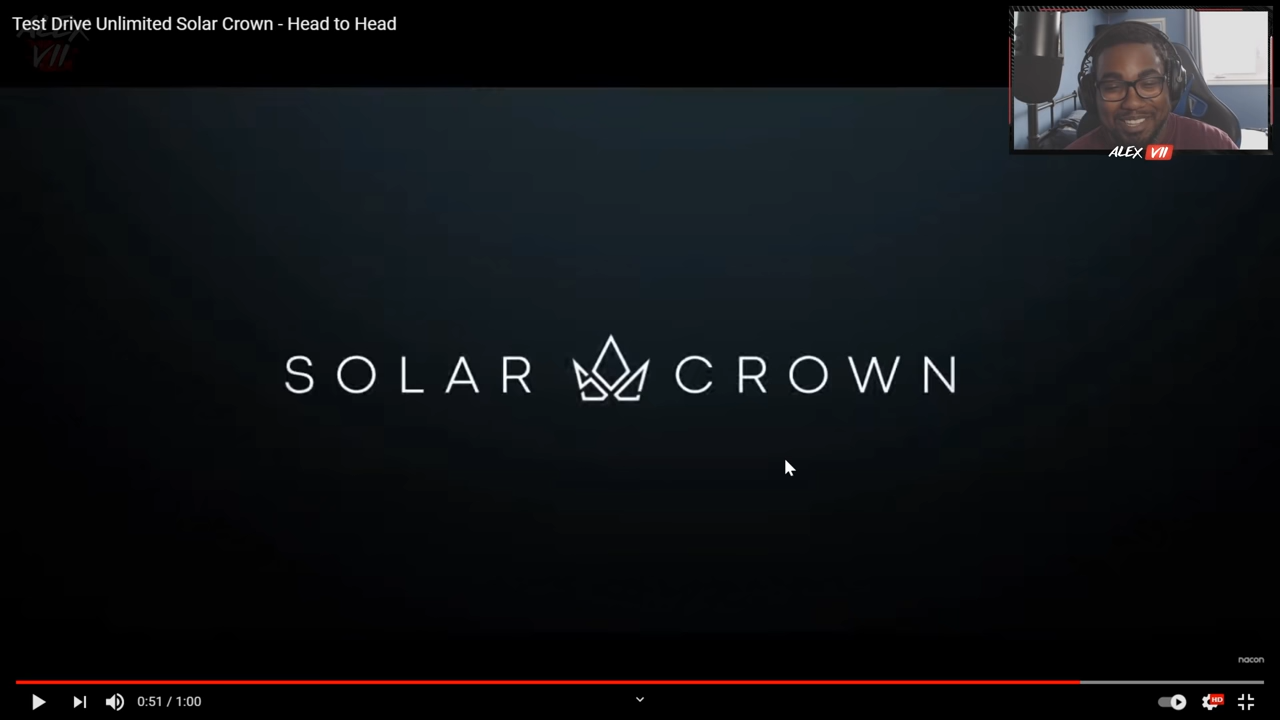 Test Drive Unlimited Solar Crown - Head to Head
ALEX
VII
ALEX VII
SOLAR CROWN
nacon
0:51 / 1:00
HD